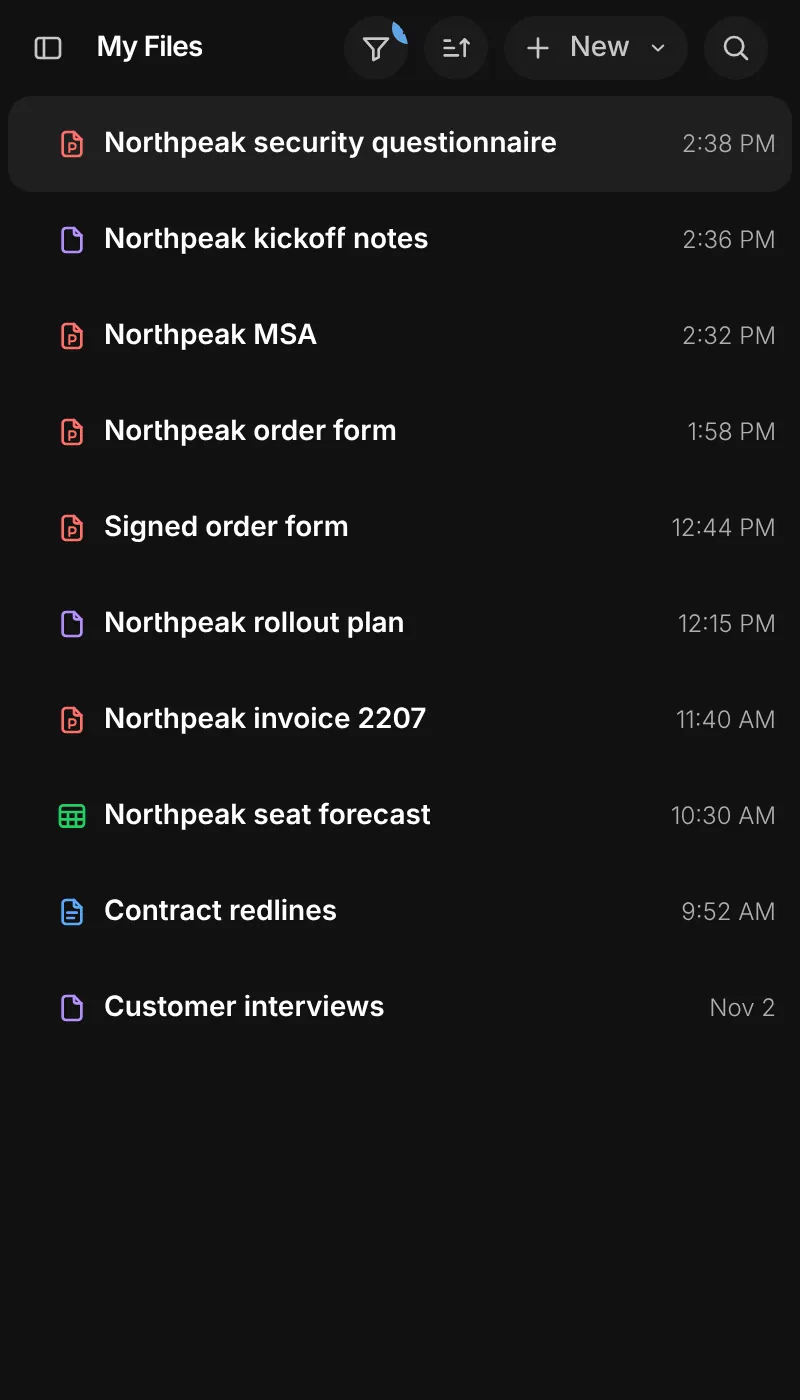 My Files
New
Northpeak security questionnaire 2:38 PM
Northpeak kickoff notes 2:36 PM
Northpeak MSA 2:32 PM
Northpeak order form 1:58 PM
Signed order form 12:44 PM
Northpeak rollout plan 12:15 PM
Northpeak invoice 2207 11:40 AM
Northpeak seat forecast 10:30 AM
Contract redlines 9:52 AM
Customer interviews Nov 2